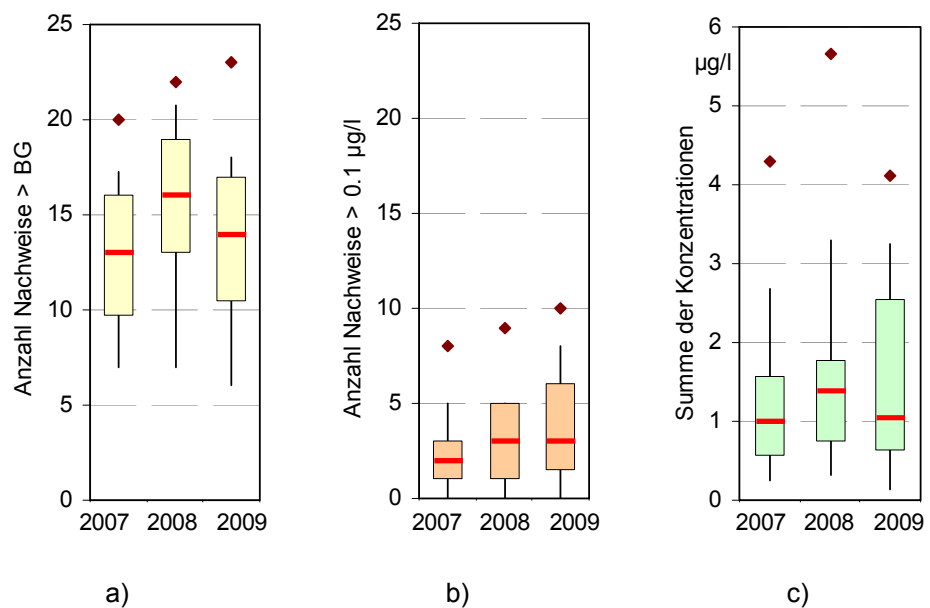 Anzahl Nachweise > BG
25
20
15
10
5
0
2007 2008 2009
a)
Anzahl Nachweise > 0.1 µg/l
25
20
15
10
5
0
2007 2008 2009
b)
Summe der Konzentrationen
µg/l
6
5
4
3
2
1
0
2007 2008 2009
c)